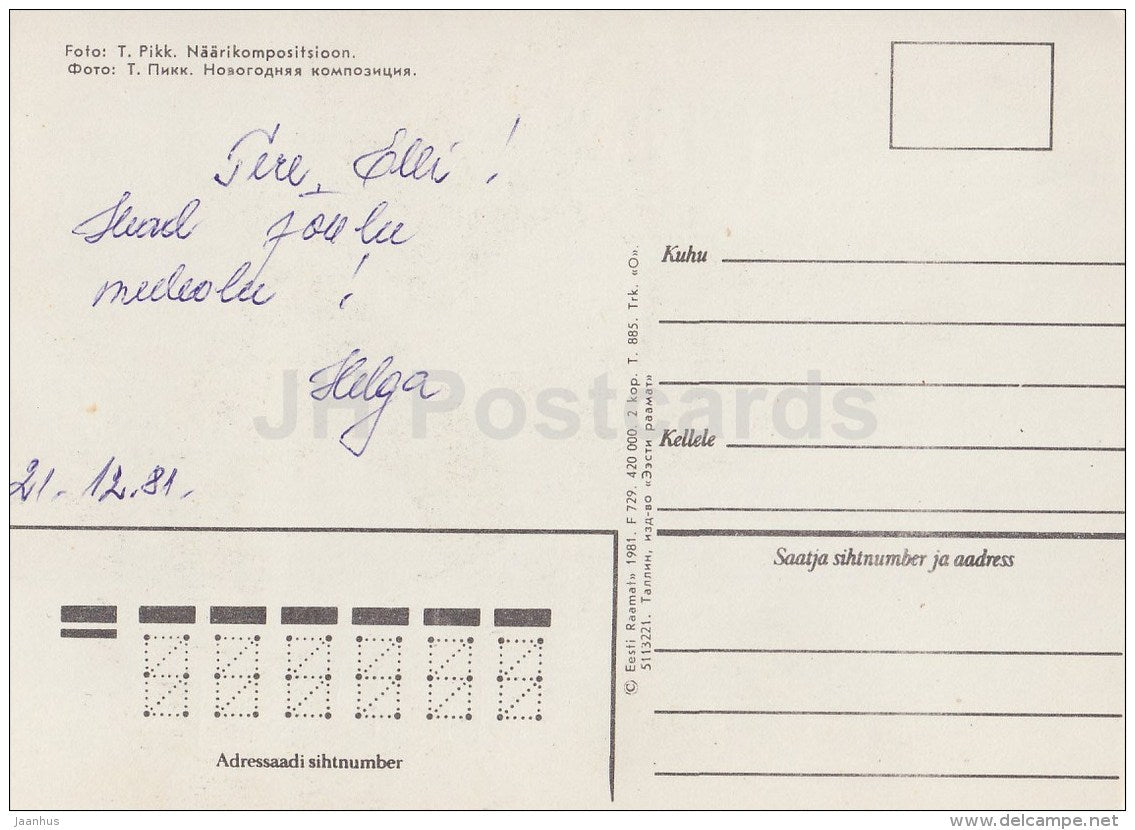 Foto: T. Pikk. Näärikompositsioon.
Фото: Т. Пикк. Новогодняя композиция.
Tere, Elli!
Head jõulu
meeleolu!
Helga
21. 12. 81.
JH Postcards
Kuhu
Kellele
Saatja sihtnumber ja aadress
© Eesti Raamat» 1981. F 729. 420 000. 2 kop. T. 885. Trk. «O».
5113221. Таллин, изд-во «Ээсти раамат»
Adressaadi sihtnumber
Jaanhus
delcampe.net